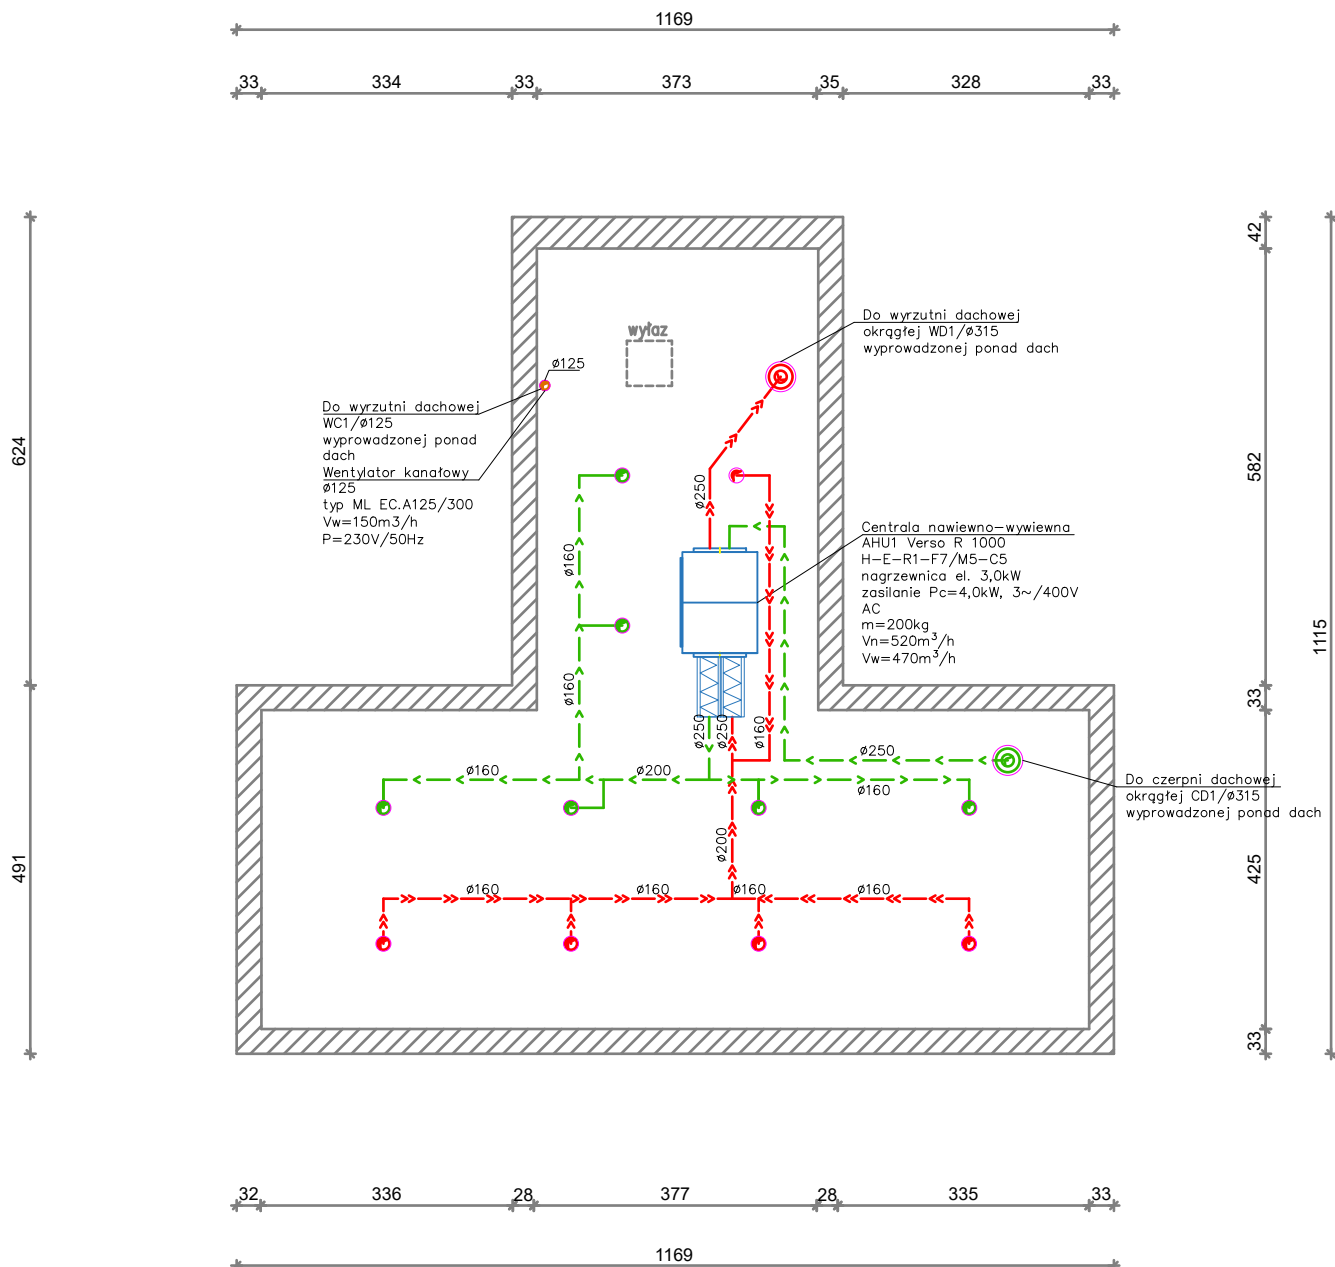 1169
33 334 33 373 35 328 33
42
Do wyrzutni dachowej
okrągłej WD1/ø315
wyprowadzonej ponad dach
wyłaz
ø125
Do wyrzutni dachowej
WC1/ø125
wyprowadzonej ponad
dach
Wentylator kanałowy
ø125
typ ML EC.A125/300
Vw=150m3/h
P=230V/50Hz
624
582
ø250
Centrala nawiewno-wywiewna
AHU1 Verso R 1000
H-E-R1-F7/M5-C5
nagrzewnica el. 3,0kW
zasilanie Pc=4,0kW, 3~/400V
AC
m=200kg
Vn=520m³/h
Vw=470m³/h
ø160
1115
ø160
33
ø250
ø250
ø160
ø250
ø160
ø200
ø160
Do czerpni dachowej
okrągłej CD1/ø315
wyprowadzonej ponad dach
ø200
491
425
ø160 ø160 ø160 ø160
33
32 336 28 377 28 335 33
1169